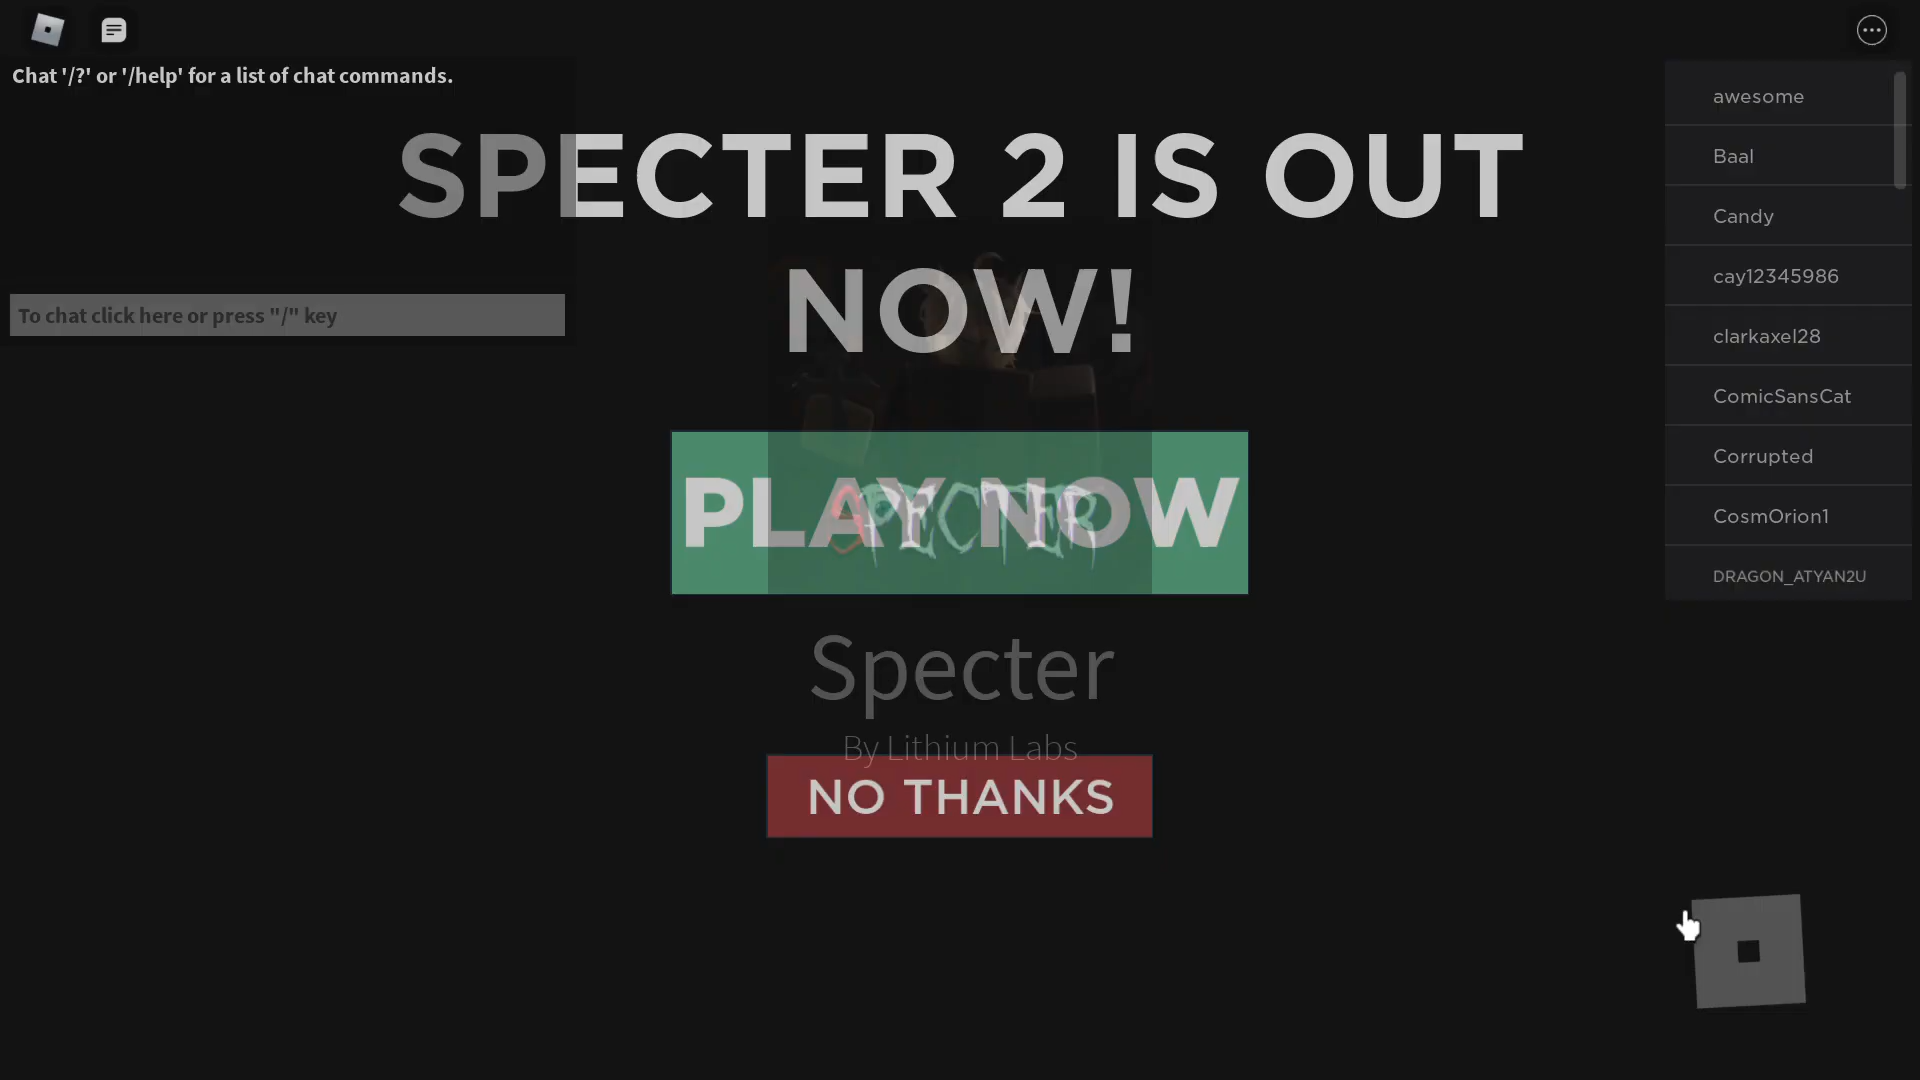 Chat '/?' or '/help' for a list of chat commands.
SPECTER 2 IS OUT
NOW!
To chat click here or press "/" key
PLAY NOW
SPECTER
Specter
By Lithium Labs
NO THANKS
awesome
Baal
Candy
cay12345986
clarkaxel28
ComicSansCat
Corrupted
CosmOrion1
DRAGON_ATYAN2U